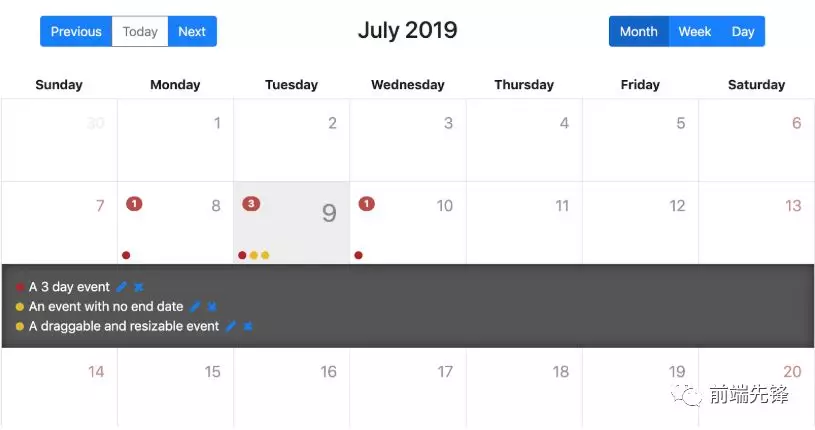 Previous Today Next July 2019 Month Week Day
Sunday Monday Tuesday Wednesday Thursday Friday Saturday
30 1 2 3 4 5 6
7 1 8 3 9 1 10 11 12 13
A 3 day event
An event with no end date
A draggable and resizable event
14 15 16 17 18 19 20
前端先锋